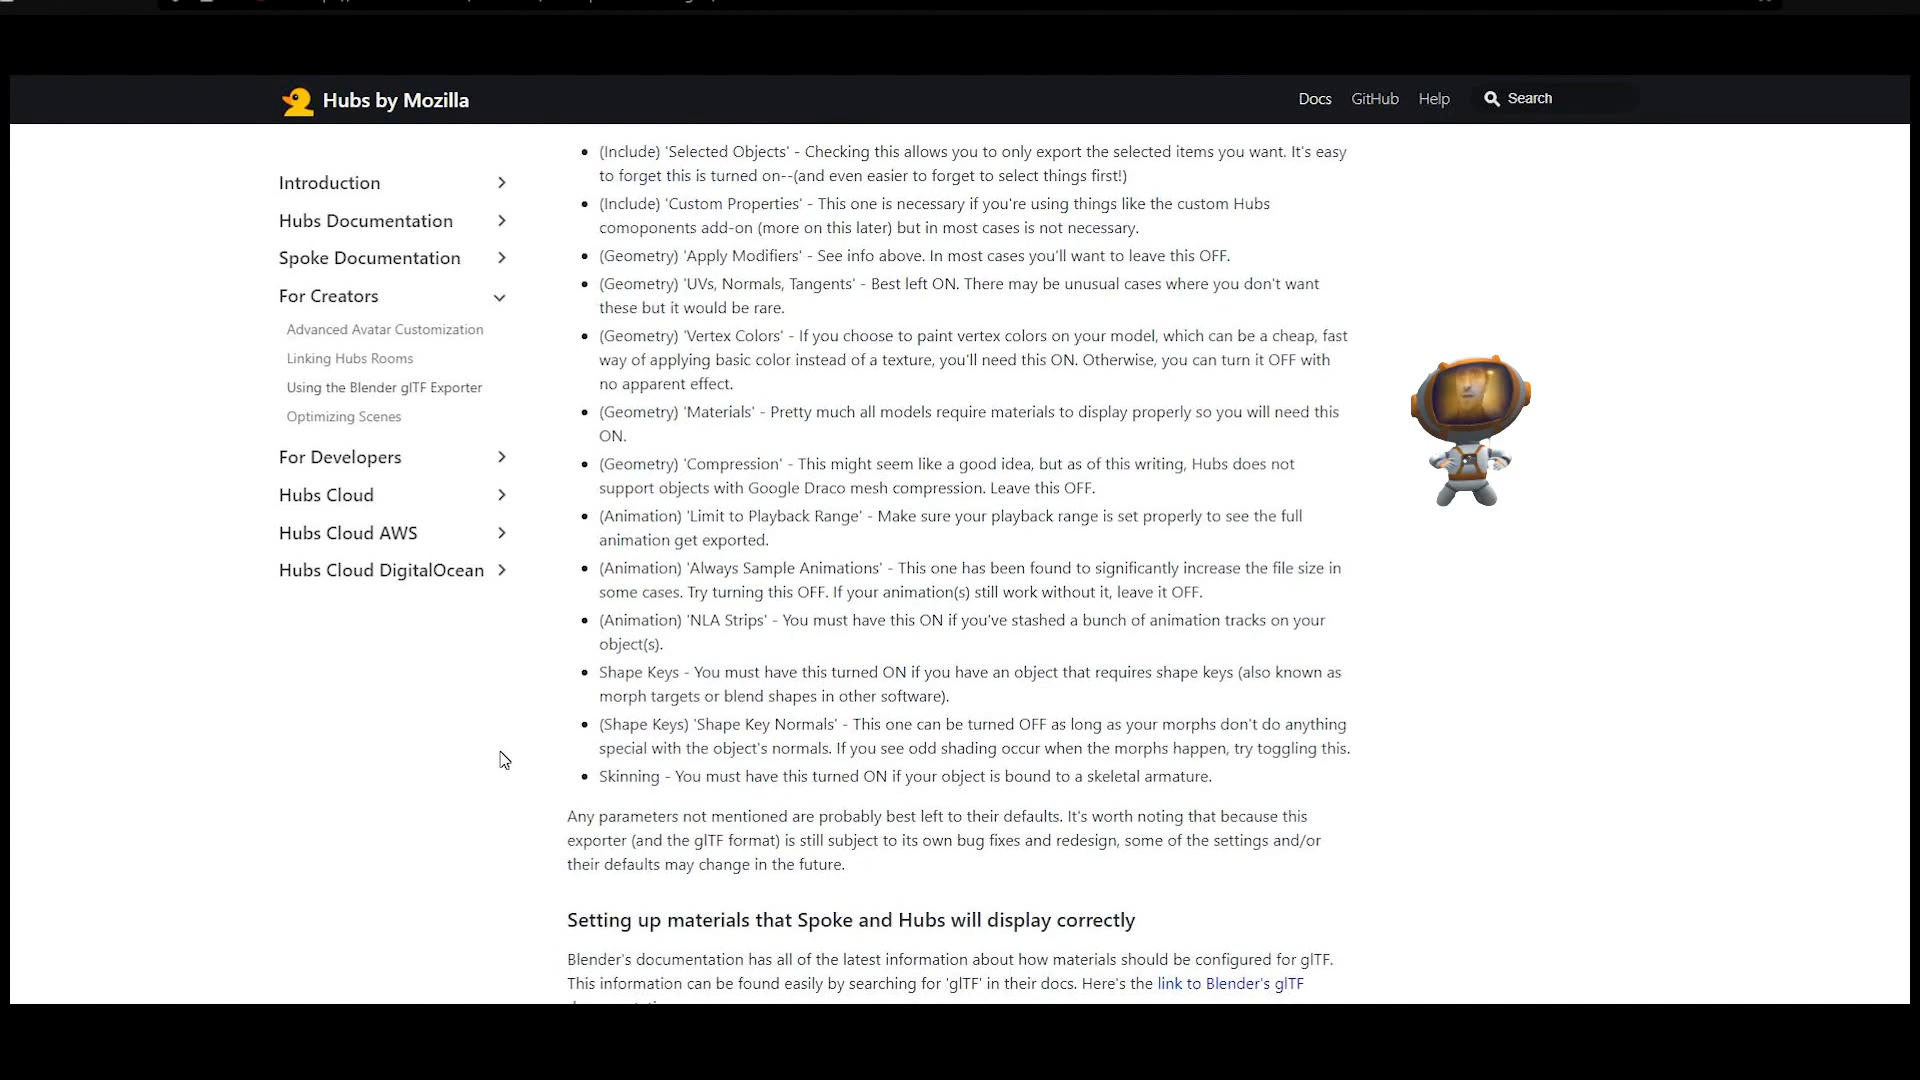 Hubs by Mozilla
Docs GitHub Help Search
Introduction
Hubs Documentation
Spoke Documentation
For Creators
Advanced Avatar Customization
Linking Hubs Rooms
Using the Blender glTF Exporter
Optimizing Scenes
For Developers
Hubs Cloud
Hubs Cloud AWS
Hubs Cloud DigitalOcean
(Include) 'Selected Objects' - Checking this allows you to only export the selected items you want. It's easy
to forget this is turned on--(and even easier to forget to select things first!)
(Include) 'Custom Properties' - This one is necessary if you're using things like the custom Hubs
comoponents add-on (more on this later) but in most cases is not necessary.
(Geometry) 'Apply Modifiers' - See info above. In most cases you'll want to leave this OFF.
(Geometry) 'UVs, Normals, Tangents' - Best left ON. There may be unusual cases where you don't want
these but it would be rare.
(Geometry) 'Vertex Colors' - If you choose to paint vertex colors on your model, which can be a cheap, fast
way of applying basic color instead of a texture, you'll need this ON. Otherwise, you can turn it OFF with
no apparent effect.
(Geometry) 'Materials' - Pretty much all models require materials to display properly so you will need this
ON.
(Geometry) 'Compression' - This might seem like a good idea, but as of this writing, Hubs does not
support objects with Google Draco mesh compression. Leave this OFF.
(Animation) 'Limit to Playback Range' - Make sure your playback range is set properly to see the full
animation get exported.
(Animation) 'Always Sample Animations' - This one has been found to significantly increase the file size in
some cases. Try turning this OFF. If your animation(s) still work without it, leave it OFF.
(Animation) 'NLA Strips' - You must have this ON if you've stashed a bunch of animation tracks on your
object(s).
Shape Keys - You must have this turned ON if you have an object that requires shape keys (also known as
morph targets or blend shapes in other software).
(Shape Keys) 'Shape Key Normals' - This one can be turned OFF as long as your morphs don't do anything
special with the object's normals. If you see odd shading occur when the morphs happen, try toggling this.
Skinning - You must have this turned ON if your object is bound to a skeletal armature.
Any parameters not mentioned are probably best left to their defaults. It's worth noting that because this
exporter (and the glTF format) is still subject to its own bug fixes and redesign, some of the settings and/or
their defaults may change in the future.
Setting up materials that Spoke and Hubs will display correctly
Blender's documentation has all of the latest information about how materials should be configured for glTF.
This information can be found easily by searching for 'glTF' in their docs. Here's the link to Blender's glTF